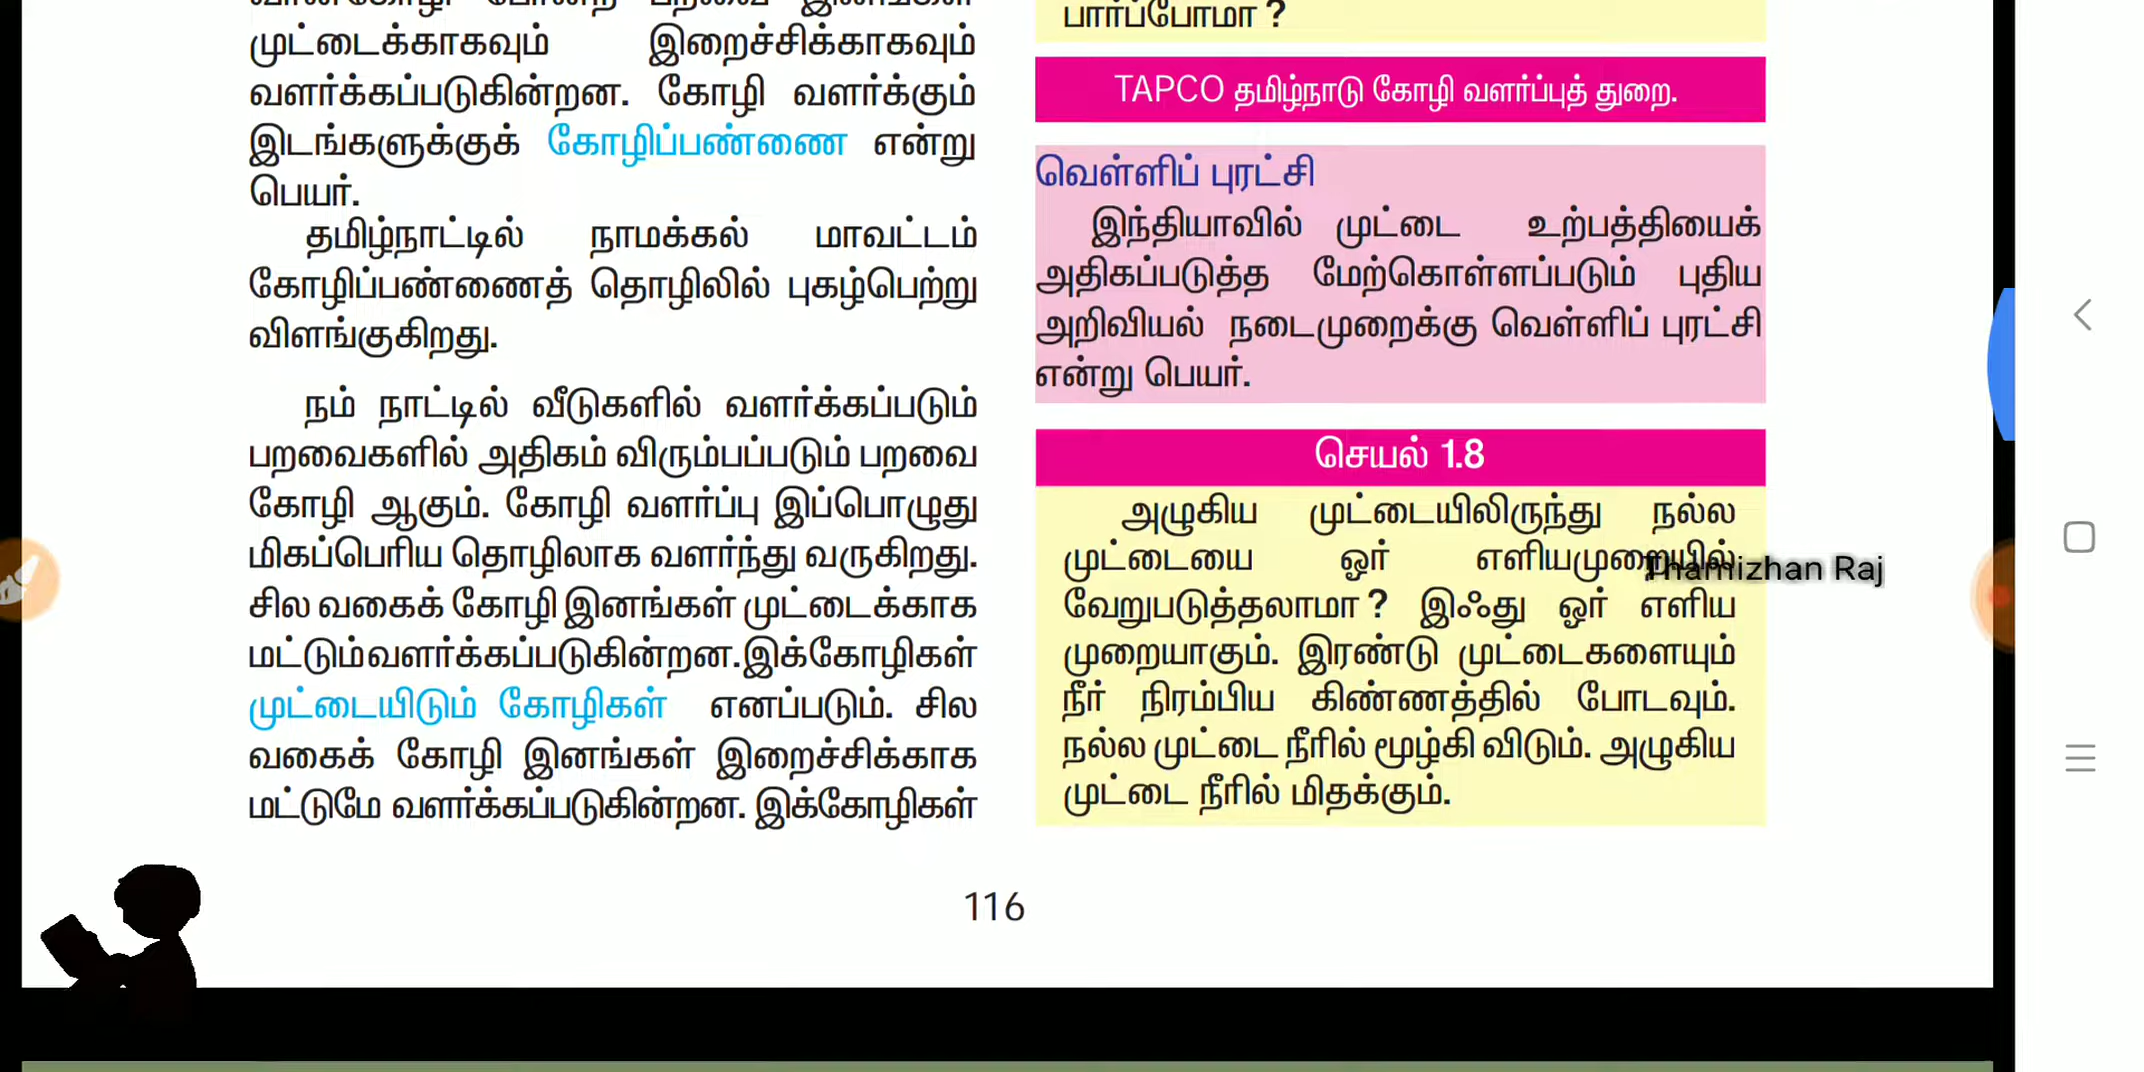 முட்டைக்காகவும் இறைச்சிக்காகவும்
வளர்க்கப்படுகின்றன. கோழி வளர்க்கும்
இடங்களுக்குக் கோழிப்பண்ணை என்று
பெயர்.
தமிழ்நாட்டில் நாமக்கல் மாவட்டம்
கோழிப்பண்ணைத் தொழிலில் புகழ்பெற்று
விளங்குகிறது.
நம் நாட்டில் வீடுகளில் வளர்க்கப்படும்
பறவைகளில் அதிகம் விரும்பப்படும் பறவை
கோழி ஆகும். கோழி வளர்ப்பு இப்பொழுது
மிகப்பெரிய தொழிலாக வளர்ந்து வருகிறது.
சில வகைக் கோழி இனங்கள் முட்டைக்காக
மட்டும்வளர்க்கப்படுகின்றன.இக்கோழிகள்
முட்டையிடும் கோழிகள் எனப்படும். சில
வகைக் கோழி இனங்கள் இறைச்சிக்காக
மட்டுமே வளர்க்கப்படுகின்றன. இக்கோழிகள்
பார்ப்போமா ?
TAPCO தமிழ்நாடு கோழி வளர்ப்புத் துறை.
வெள்ளிப் புரட்சி
இந்தியாவில் முட்டை உற்பத்தியைக்
அதிகப்படுத்த மேற்கொள்ளப்படும் புதிய
அறிவியல் நடைமுறைக்கு வெள்ளிப் புரட்சி
என்று பெயர்.
செயல் 1.8
அழுகிய முட்டையிலிருந்து நல்ல
முட்டையை ஓர் எளியமுறையில்
Thamizhan Raj
வேறுபடுத்தலாமா ? இஃது ஓர் எளிய
முறையாகும். இரண்டு முட்டைகளையும்
நீர் நிரம்பிய கிண்ணத்தில் போடவும்.
நல்ல முட்டை நீரில் மூழ்கி விடும். அழுகிய
முட்டை நீரில் மிதக்கும்.
116